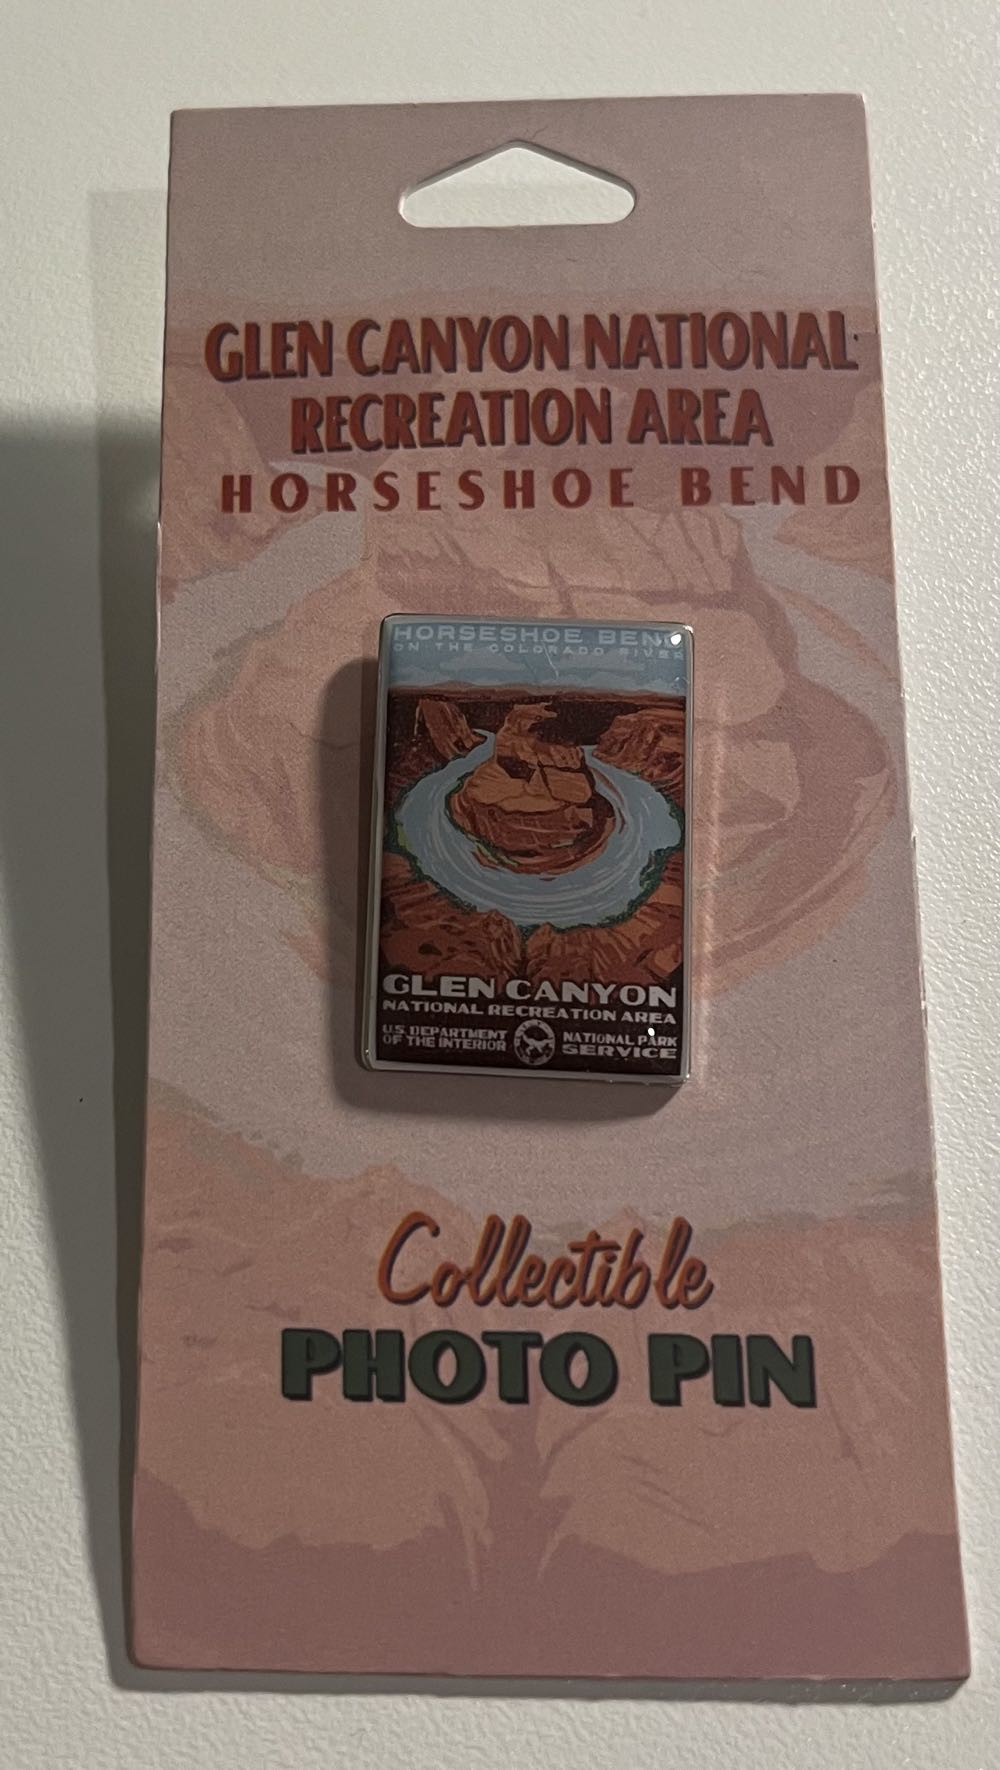 GLEN CANYON NATIONAL
RECREATION AREA
HORSESHOE BEND
HORSESHOE BEND
ON THE COLORADO RIVER
GLEN CANYON
NATIONAL RECREATION AREA
U.S. DEPARTMENT
OF THE INTERIOR
NATIONAL PARK
SERVICE
Collectible
PHOTO PIN